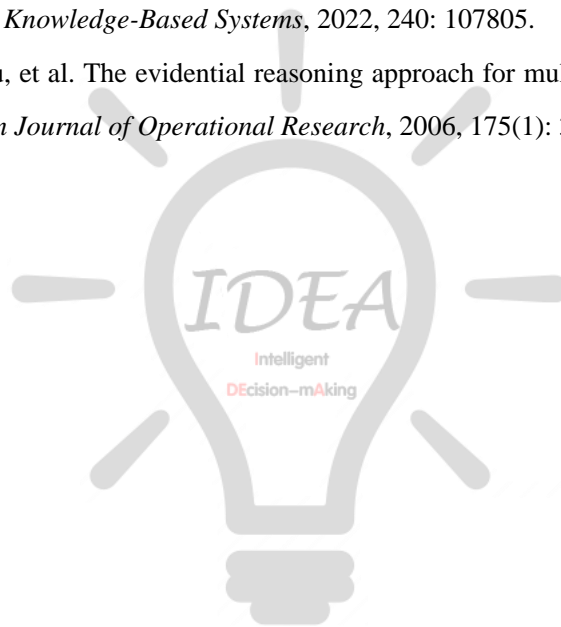 Knowledge-Based Systems, 2022, 240: 107805.
et al. The evidential reasoning approach for
Journal of Operational Research, 2006, 175(1):
IDEA
Intelligent
DEcision–mAking